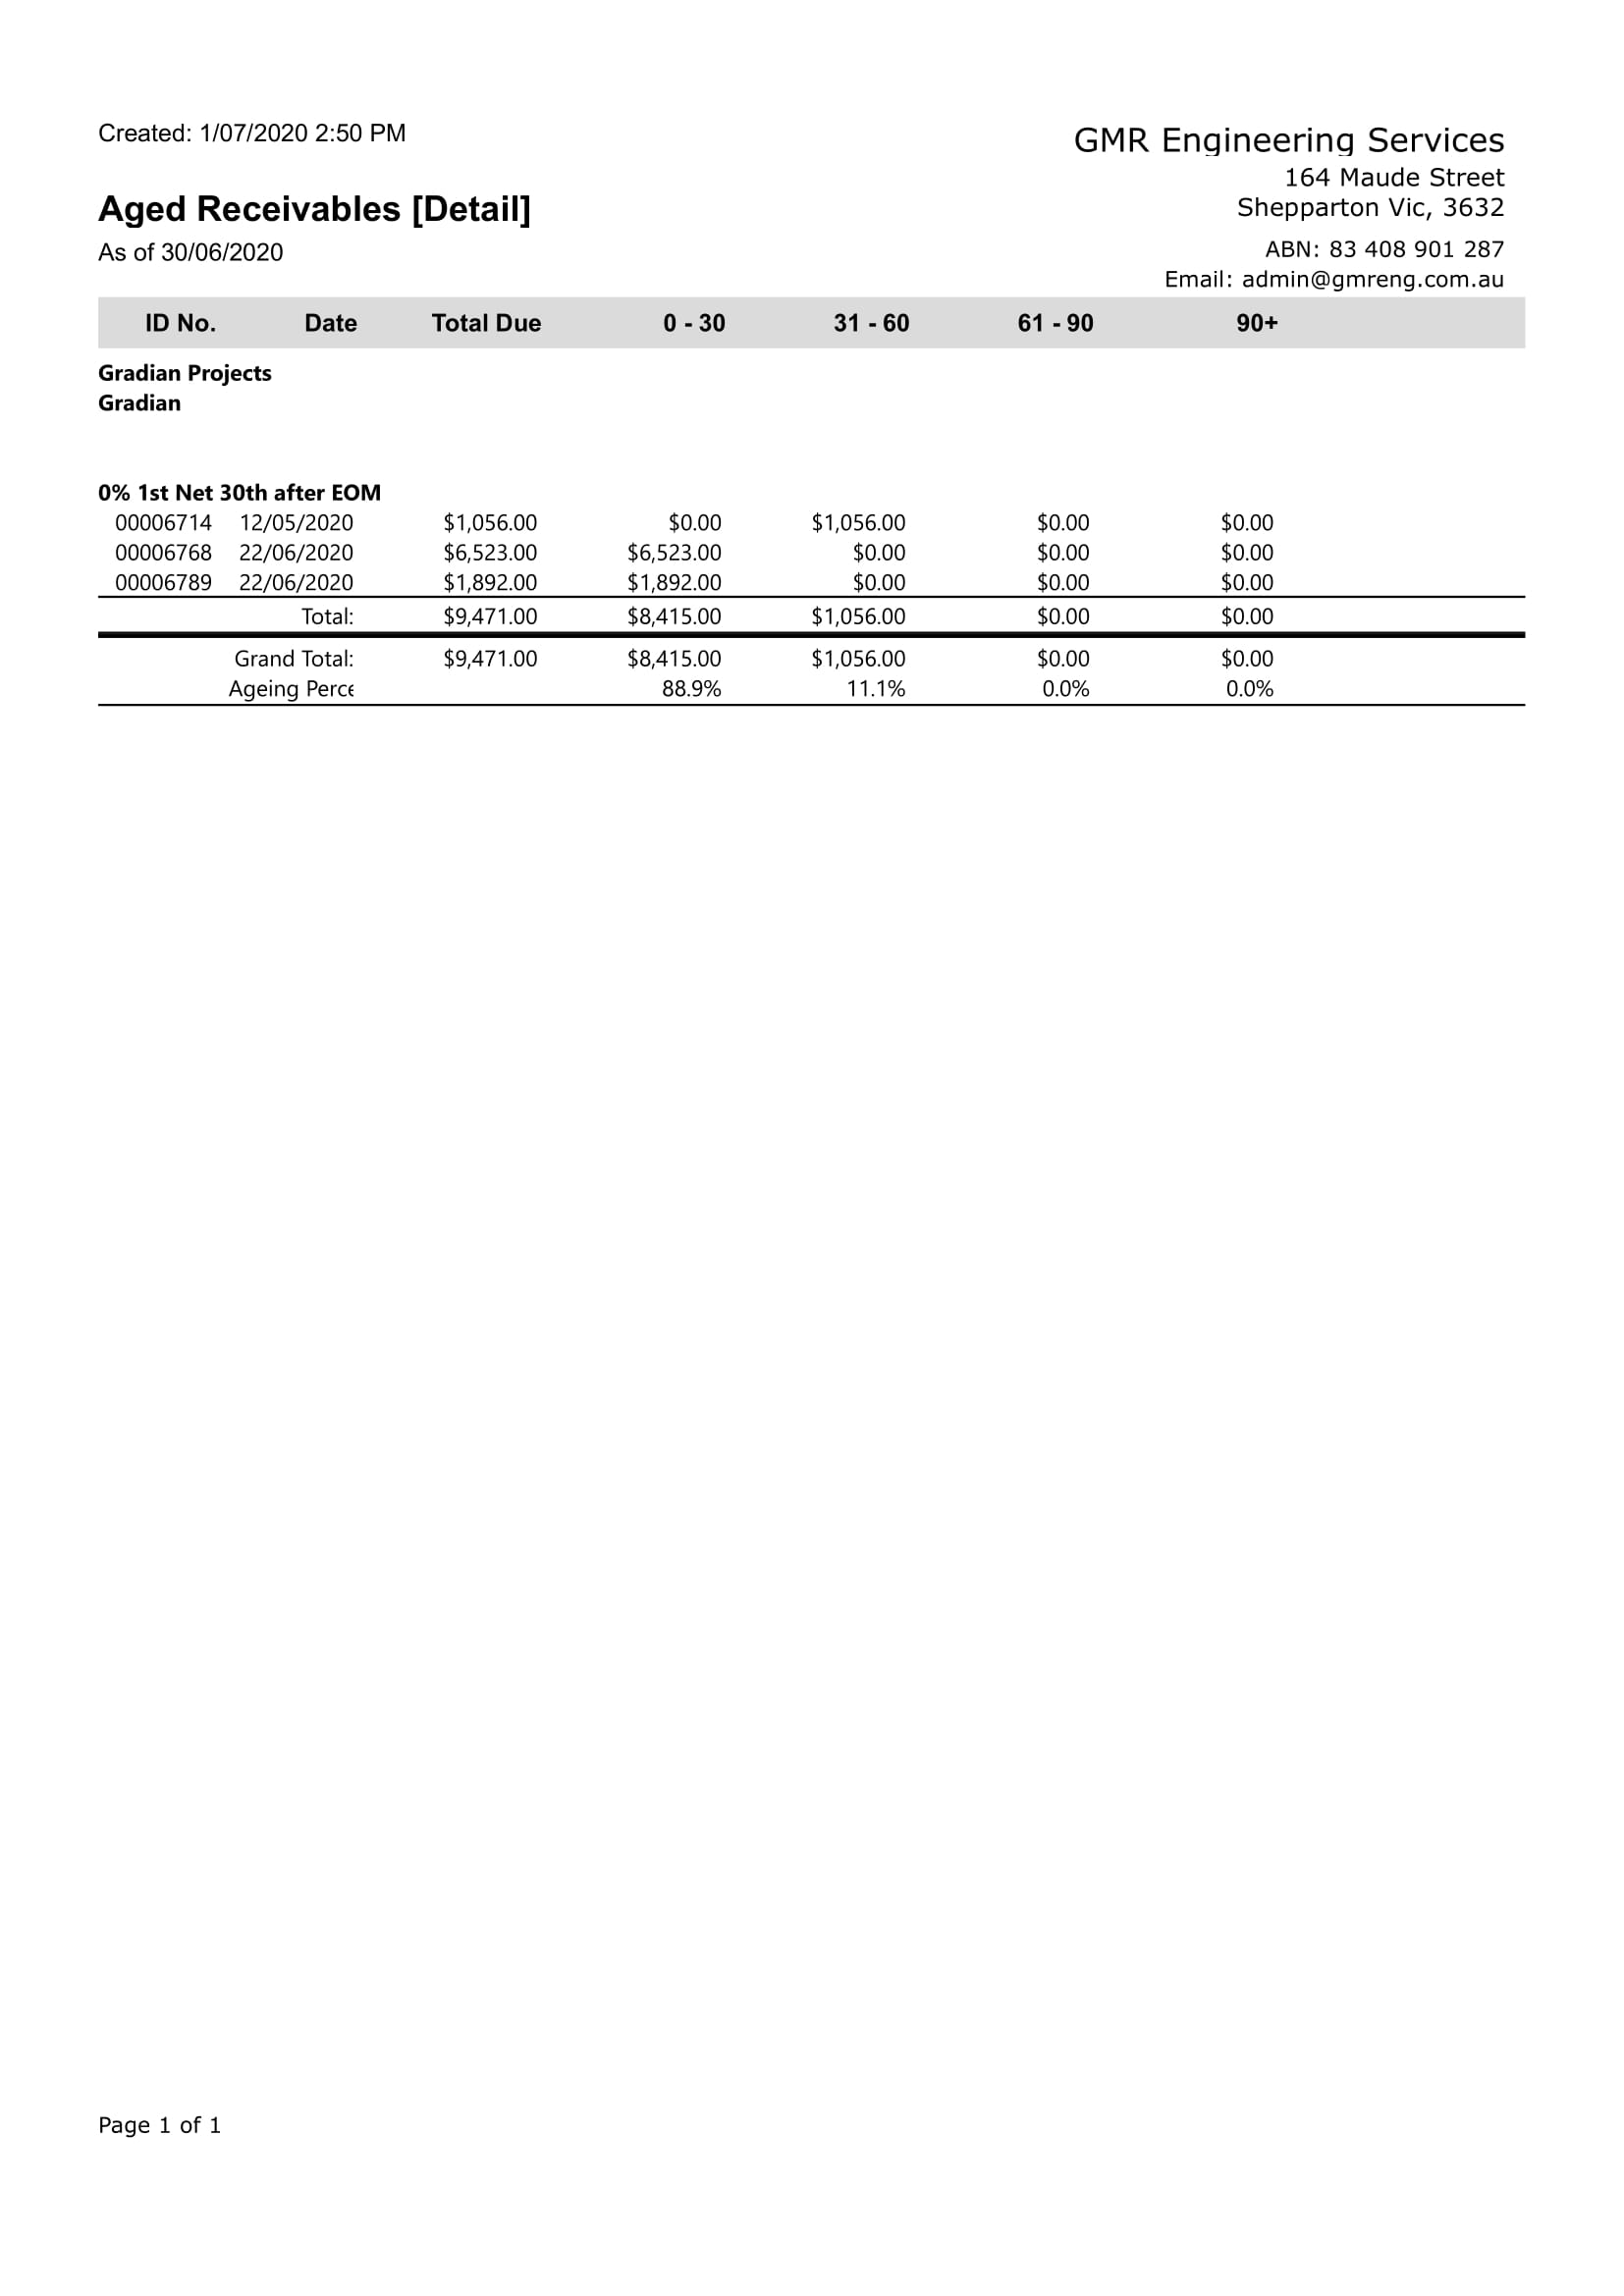 Created: 1/07/2020 2:50 PM
GMR Engineering Services
164 Maude Street
Shepparton Vic, 3632
ABN: 83 408 901 287
Email: admin@gmreng.com.au
Aged Receivables [Detail]
As of 30/06/2020
ID No. Date Total Due 0 - 30 31 - 60 61 - 90 90+
Gradian Projects
Gradian
0% 1st Net 30th after EOM
00006714 12/05/2020 $1,056.00 $0.00 $1,056.00 $0.00 $0.00
00006768 22/06/2020 $6,523.00 $6,523.00 $0.00 $0.00 $0.00
00006789 22/06/2020 $1,892.00 $1,892.00 $0.00 $0.00 $0.00
Total: $9,471.00 $8,415.00 $1,056.00 $0.00 $0.00
Grand Total: $9,471.00 $8,415.00 $1,056.00 $0.00 $0.00
Ageing Perce 88.9% 11.1% 0.0% 0.0%
Page 1 of 1